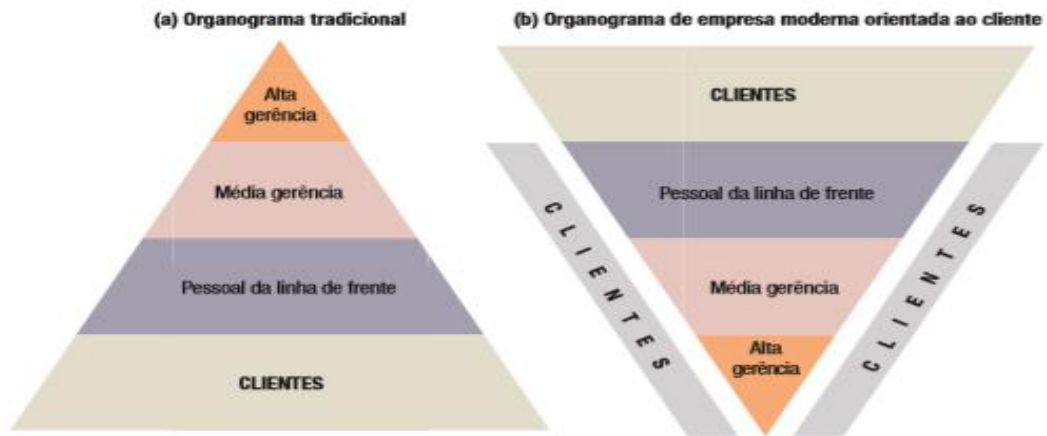 (a) Organograma tradicional
Alta
gerência
Média gerência
Pessoal da linha de frente
CLIENTES
(b) Organograma de empresa moderna orientada ao cliente
CLIENTES
Pessoal da linha de frente
Média gerência
Alta
gerência
CLIENTES
CLIENTES